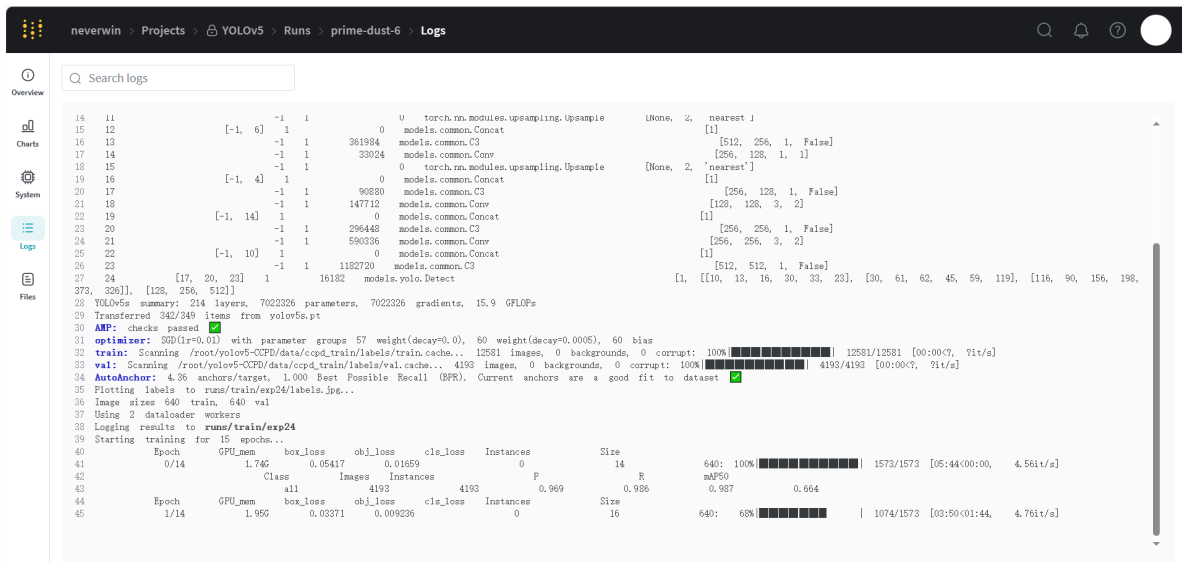 neverwin > Projects > YOLOv5 > Runs > prime-dust-6 > Logs
Search logs
Overview
Charts
System
Logs
Files
14 11 -1 1 0 torch.nn.modules.upsampling.Upsample [None, 2, 'nearest']
15 12 [-1, 6] 1 0 models.common.Concat [1]
16 13 -1 1 361984 models.common.C3 [512, 256, 1, False]
17 14 -1 1 33024 models.common.Conv [256, 128, 1, 1]
18 15 -1 1 0 torch.nn.modules.upsampling.Upsample [None, 2, 'nearest']
19 16 [-1, 4] 1 0 models.common.Concat [1]
20 17 -1 1 90880 models.common.C3 [256, 128, 1, False]
21 18 -1 1 147712 models.common.Conv [128, 128, 3, 2]
22 19 [-1, 14] 1 0 models.common.Concat [1]
23 20 -1 1 296448 models.common.C3 [256, 256, 1, False]
24 21 -1 1 590336 models.common.Conv [256, 256, 3, 2]
25 22 [-1, 10] 1 0 models.common.Concat [1]
26 23 -1 1 1182720 models.common.C3 [512, 512, 1, False]
27 24 [17, 20, 23] 1 16182 models.yolo.Detect [1, [[10, 13, 16, 30, 33, 23], [30, 61, 62, 45, 59, 119], [116, 90, 156, 198,
373, 326]], [128, 256, 512]]
28 YOLOv5s summary: 214 layers, 7022326 parameters, 7022326 gradients, 15.9 GFLOPs
29 Transferred 342/349 items from yolov5s.pt
30 AMP: checks passed ✅
31 optimizer: SGD(lr=0.01) with parameter groups 57 weight(decay=0.0), 60 weight(decay=0.0005), 60 bias
32 train: Scanning /root/yolov5-CCPD/data/ccpd_train/labels/train.cache... 12581 images, 0 backgrounds, 0 corrupt: 100%|██████████| 12581/12581 [00:00<?, ?it/s]
33 val: Scanning /root/yolov5-CCPD/data/ccpd_train/labels/val.cache... 4193 images, 0 backgrounds, 0 corrupt: 100%|██████████| 4193/4193 [00:00<?, ?it/s]
34 AutoAnchor: 4.36 anchors/target, 1.000 Best Possible Recall (BPR). Current anchors are a good fit to dataset ✅
35 Plotting labels to runs/train/exp24/labels.jpg...
36 Image sizes 640 train, 640 val
37 Using 2 dataloader workers
38 Logging results to runs/train/exp24
39 Starting training for 15 epochs...
40 Epoch GPU_mem box_loss obj_loss cls_loss Instances Size
41 0/14 1.74G 0.05417 0.01659 0 14 640: 100%|██████████| 1573/1573 [05:44<00:00, 4.56it/s]
42 Class Images Instances P R mAP50
43 all 4193 4193 0.969 0.986 0.987 0.664
44 Epoch GPU_mem box_loss obj_loss cls_loss Instances Size
45 1/14 1.95G 0.03371 0.009236 0 16 640: 68%|███████ | 1074/1573 [03:50<01:44, 4.76it/s]